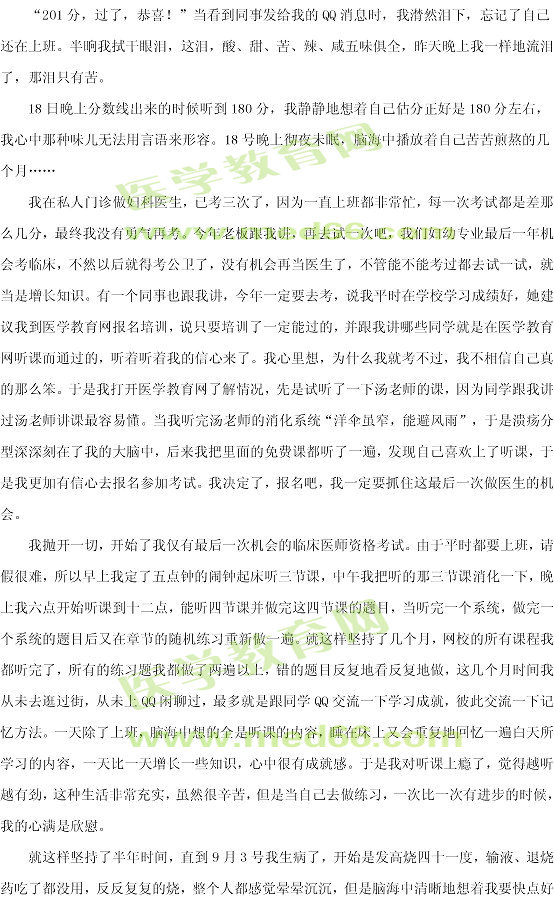 “201 分，过了，恭喜！”当看到同事发给我的 QQ 消息时，我潸然泪下，忘记了自己
还在上班。半晌我拭干眼泪，这泪，酸、甜、苦、辣、咸五味俱全，昨天晚上我一样地流泪
了，那泪只有苦。
18 日晚上分数线出来的时候听到 180 分，我静静地想着自己估分正好是 180 分左右，
我心中那种味儿无法用言语来形容。18 号晚上彻夜未眠，脑海中播放着自己苦苦煎熬的几
个月……
医学教育网
www.med66.com
我在私人门诊做妇科医生，已考三次了，因为一直上班都非常忙，每一次考试都是差那
么几分，最终我没有勇气再考。今年老板跟我讲，再去试一次吧，我们妇幼专业最后一年机
会考临床，不然以后就得考公卫了，没有机会再当医生了，不管能不能考过都去试一试，就
当是增长知识。有一个同事也跟我讲，今年一定要去考，说我平时在学校学习成绩好，她建
议我到医学教育网报名培训，说只要培训了一定能过的，并跟我讲哪些同学就是在医学教育
网听课而通过的，听着听着我的信心来了。我心里想，为什么我就考不过，我不相信自己真
的那么笨。于是我打开医学教育网了解情况，先是试听了一下汤老师的课，因为同学跟我讲
过汤老师讲课最容易懂。当我听完汤老师的消化系统“洋伞虽窄，能避风雨”，于是溃疡分
型深深刻在了我的大脑中，后来我把里面的免费课都听了一遍，发现自己喜欢上了听课，于
是我更加有信心去报名参加考试。我决定了，报名吧，我一定要抓住这最后一次做医生的机
会。
我抛开一切，开始了我仅有最后一次机会的临床医师资格考试。由于平时都要上班，请
假很难，所以早上我定了五点钟的闹钟起床听三节课，中午我把听的那三节课消化一下，晚
上我六点开始听课到十二点，能听四节课并做完这四节课的题目，当听完一个系统，做完一
个系统的题目后又在章节的随机练习重新做一遍。就这样坚持了几个月，网校的所有课程我
都听完了，所有的练习题我都做了两遍以上，错的题目反复地看反复地做，这几个月时间我
从未去逛过街，从未上 QQ 闲聊过，最多就是跟同学 QQ 交流一下学习成就，彼此交流一下记
忆方法。一天除了上班，脑海中想的全是听课的内容，睡在床上又会重复地回忆一遍白天所
学习的内容，一天比一天增长一些知识，心中很有成就感。于是我对听课上瘾了，觉得越听
越有劲，这种生活非常充实，虽然很辛苦，但是当自己去做练习，一次比一次有进步的时候，
我的心满是欣慰。
医学教育网
www.med66.com
就这样坚持了半年时间，直到 9 月 3 号我生病了，开始是发高烧四十一度，输液、退烧
药吃了都没用，反反复复的烧，整个人都感觉晕晕沉沉，但是脑海中清晰地想着我要快点好